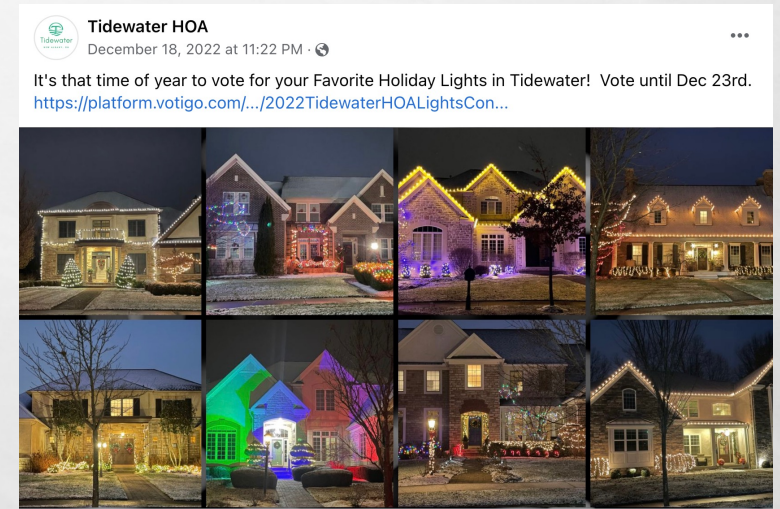 Tidewater HOA
December 18, 2022 at 11:22 PM ·
Tidewater
It's that time of year to vote for your Favorite Holiday Lights in Tidewater!  Vote until Dec 23rd.
https://platform.votigo.com/.../2022TidewaterHOALightsCon...